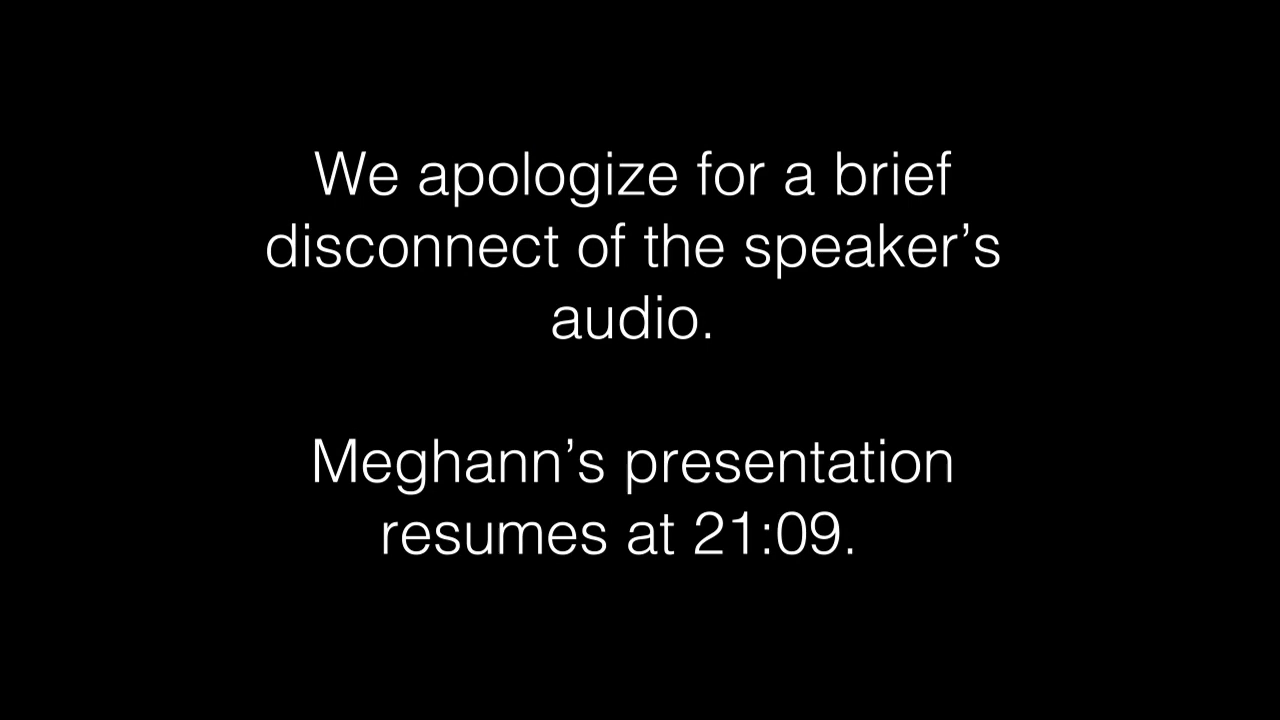 We apologize for a brief
disconnect of the speaker’s
audio.
Meghann’s presentation
resumes at 21:09.